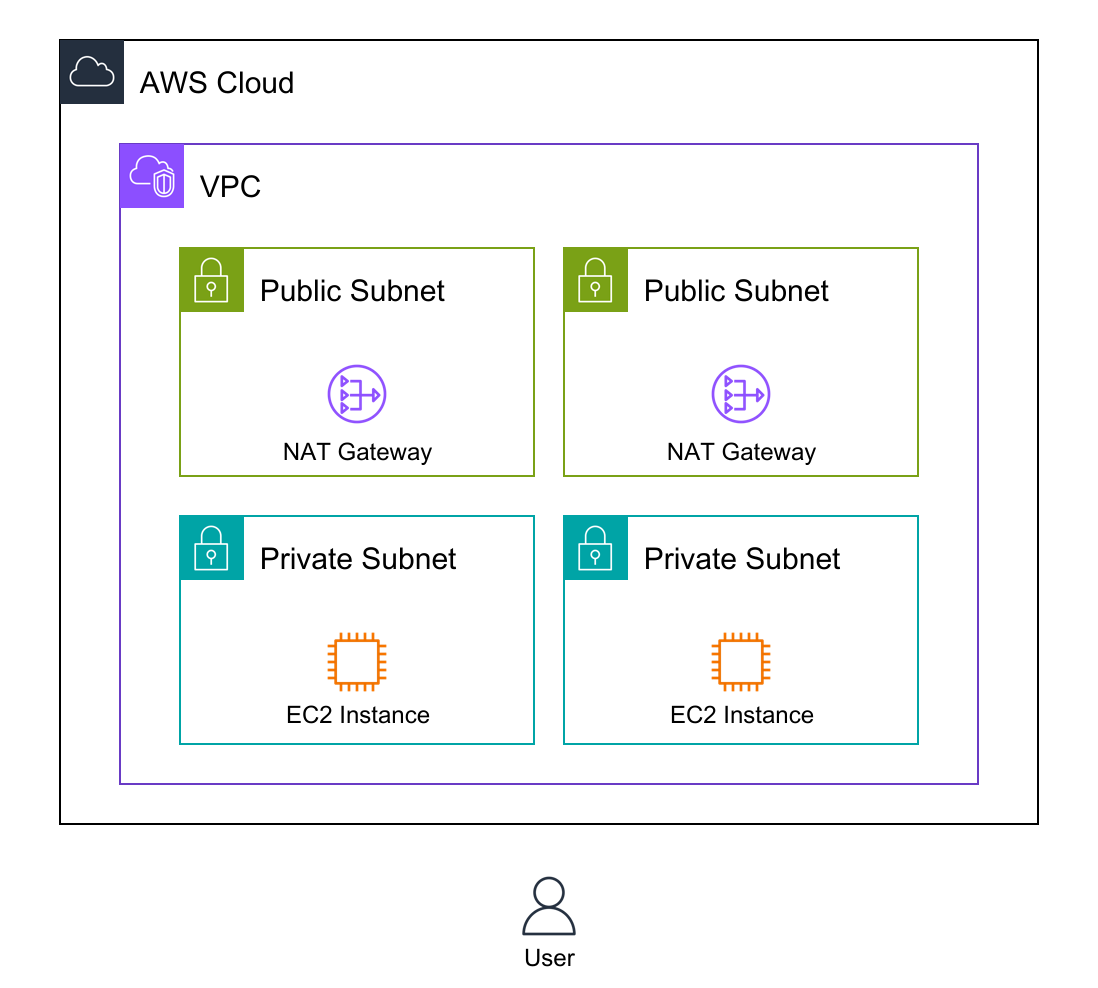 AWS Cloud
VPC
Public Subnet
NAT Gateway
Public Subnet
NAT Gateway
Private Subnet
EC2 Instance
Private Subnet
EC2 Instance
User